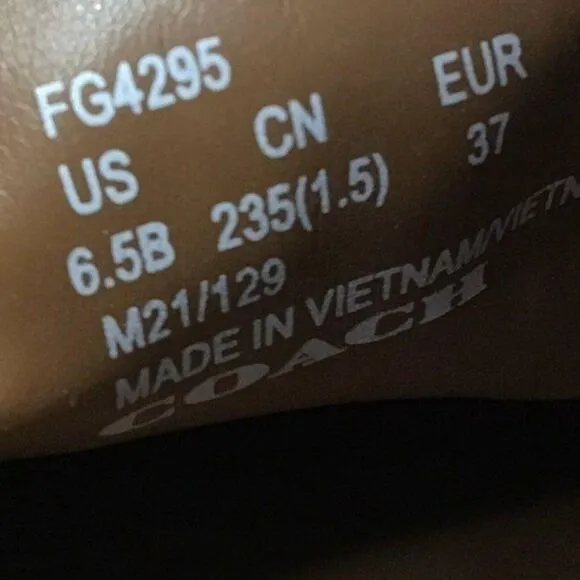 FG4295
US CN EUR
6.5B 235(1.5) 37
M21/129
MADE IN VIETNAM/VIETN
COACH